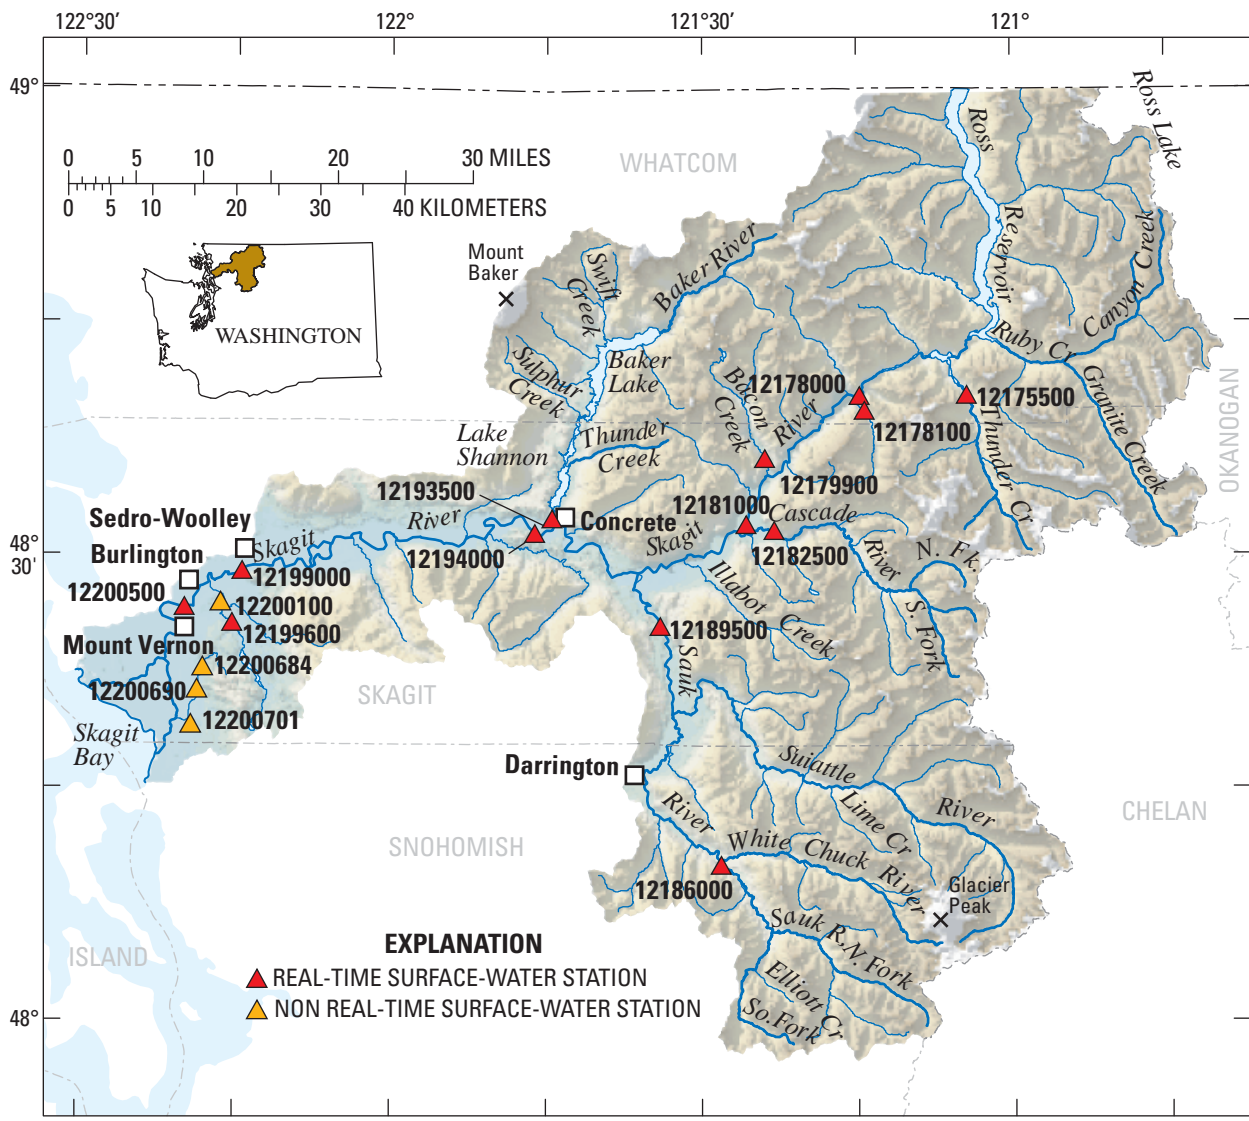 122°30′ 122° 121°30′ 121°
49°
0 5 10 20 30 MILES
0 5 10 20 30 40 KILOMETERS
WHATCOM
Ross Lake
Ross
Reservoir
WASHINGTON
Mount
Baker
Swift
Creek
Baker River
Canyon Creek
Ruby Cr
Baker
Lake
Sulphur
Creek
Granite Creek
OKANOGAN
12178000
12175500
Bacon
Creek
River
12178100
Thunder Cr
Lake
Shannon
Thunder
Creek
12179900
12193500
12181000
Cascade
River
Concrete
Skagit
River
12182500
N. Fk.
S. Fork
Sedro-Woolley
Skagit
12194000
48°
30′
Burlington
12199000
12200500
12200100
12199600
Illabot
Creek
12189500
Mount Vernon
12200684
Sauk
12200690
SKAGIT
12200701
Skagit
Bay
Darrington
Suiattle
River
Lime Cr
CHELAN
River
SNOHOMISH
White Chuck River
12186000
Glacier
Peak
Sauk R.N. Fork
ISLAND
Elliott Cr
So.Fork
48°
EXPLANATION
REAL-TIME SURFACE-WATER STATION
NON REAL-TIME SURFACE-WATER STATION